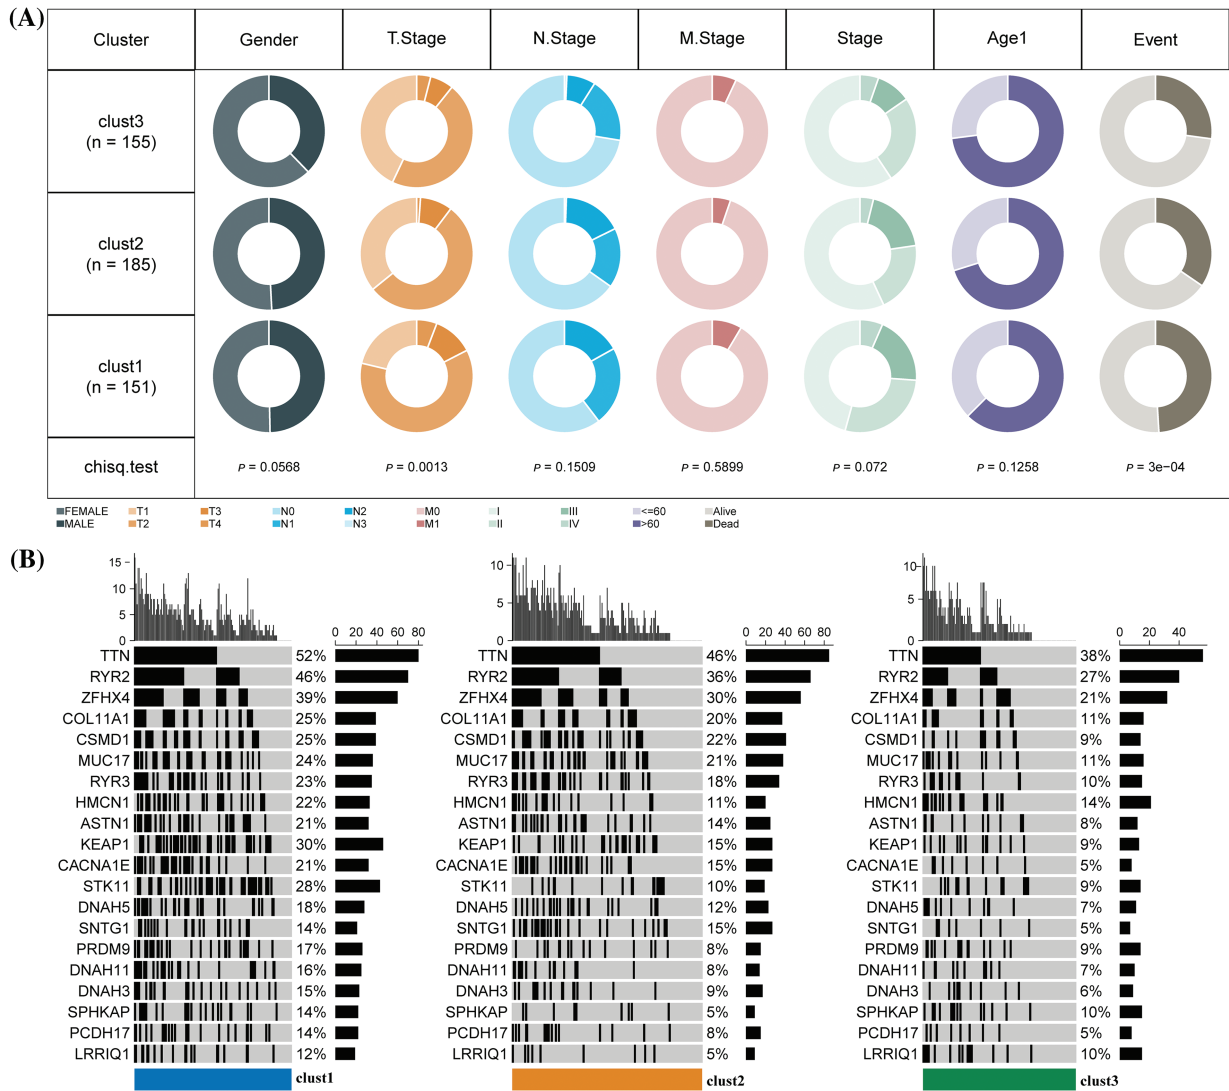 (A)
Cluster Gender T.Stage N.Stage M.Stage Stage Age1 Event
clust3
(n = 155)
clust2
(n = 185)
clust1
(n = 151)
chisq.test P = 0.0568 P = 0.0013 P = 0.1509 P = 0.5899 P = 0.072 P = 0.1258 P = 3e−04
FEMALE T1 T3 N0 N2 M0 I III <=60 Alive
MALE T2 T4 N1 N3 M1 II IV >60 Dead
(B)
15
10
5
0
0 20 40 60 80
TTN 52%
RYR2 46%
ZFHX4 39%
COL11A1 25%
CSMD1 25%
MUC17 24%
RYR3 23%
HMCN1 22%
ASTN1 21%
KEAP1 30%
CACNA1E 21%
STK11 28%
DNAH5 18%
SNTG1 14%
PRDM9 17%
DNAH11 16%
DNAH3 15%
SPHKAP 14%
PCDH17 14%
LRRIQ1 12%
clust1
10
5
0
0 20 40 60 80
TTN 46%
RYR2 36%
ZFHX4 30%
COL11A1 20%
CSMD1 22%
MUC17 21%
RYR3 18%
HMCN1 11%
ASTN1 14%
KEAP1 15%
CACNA1E 15%
STK11 10%
DNAH5 12%
SNTG1 15%
PRDM9 8%
DNAH11 8%
DNAH3 9%
SPHKAP 5%
PCDH17 8%
LRRIQ1 5%
clust2
10
5
0
0 20 40
TTN 38%
RYR2 27%
ZFHX4 21%
COL11A1 11%
CSMD1 9%
MUC17 11%
RYR3 10%
HMCN1 14%
ASTN1 8%
KEAP1 9%
CACNA1E 5%
STK11 9%
DNAH5 7%
SNTG1 5%
PRDM9 9%
DNAH11 7%
DNAH3 6%
SPHKAP 10%
PCDH17 5%
LRRIQ1 10%
clust3